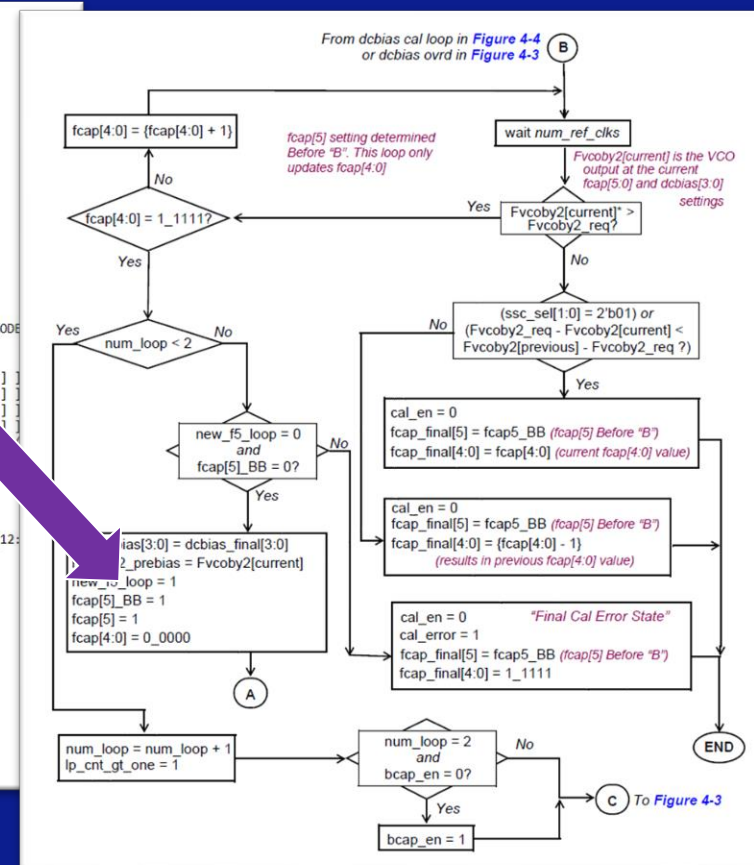 From dcbias cal loop in Figure 4-4
or dcbias ovrd in Figure 4-3
B
fcap[4:0] = {fcap[4:0] + 1}
fcap[5] setting determined
Before "B". This loop only
updates fcap[4:0]
wait num_ref_clks
Fvcoby2[current] is the VCO
output at the current
fcap[5:0] and dcbias[3:0]
settings
No
fcap[4:0] = 1_1111?
Yes
Fvcoby2[current]* >
Fvcoby2_req?
Yes
No
ODE
Yes
num_loop < 2
No
No
(ssc_sel[1:0] = 2'b01) or
(Fvcoby2_req - Fvcoby2[current] <
Fvcoby2[previous] - Fvcoby2_req ?)
Yes
]
]
]
]
new_f5_loop = 0
and
fcap[5]_BB = 0?
No
Yes
cal_en = 0
fcap_final[5] = fcap5_BB (fcap[5] Before "B")
fcap_final[4:0] = fcap[4:0] (current fcap[4:0] value)
12:
cal_en = 0
fcap_final[5] = fcap5_BB (fcap[5] Before "B")
fcap_final[4:0] = {fcap[4:0] - 1}
(results in previous fcap[4:0] value)
ias[3:0] = dcbias_final[3:0]
2_prebias = Fvcoby2[current]
new_f5_loop = 1
fcap[5]_BB = 1
fcap[5] = 1
fcap[4:0] = 0_0000
cal_en = 0 "Final Cal Error State"
cal_error = 1
fcap_final[5] = fcap5_BB (fcap[5] Before "B")
fcap_final[4:0] = 1_1111
A
num_loop = num_loop + 1
lp_cnt_gt_one = 1
num_loop = 2
and
bcap_en = 0?
No
Yes
END
C
To Figure 4-3
bcap_en = 1